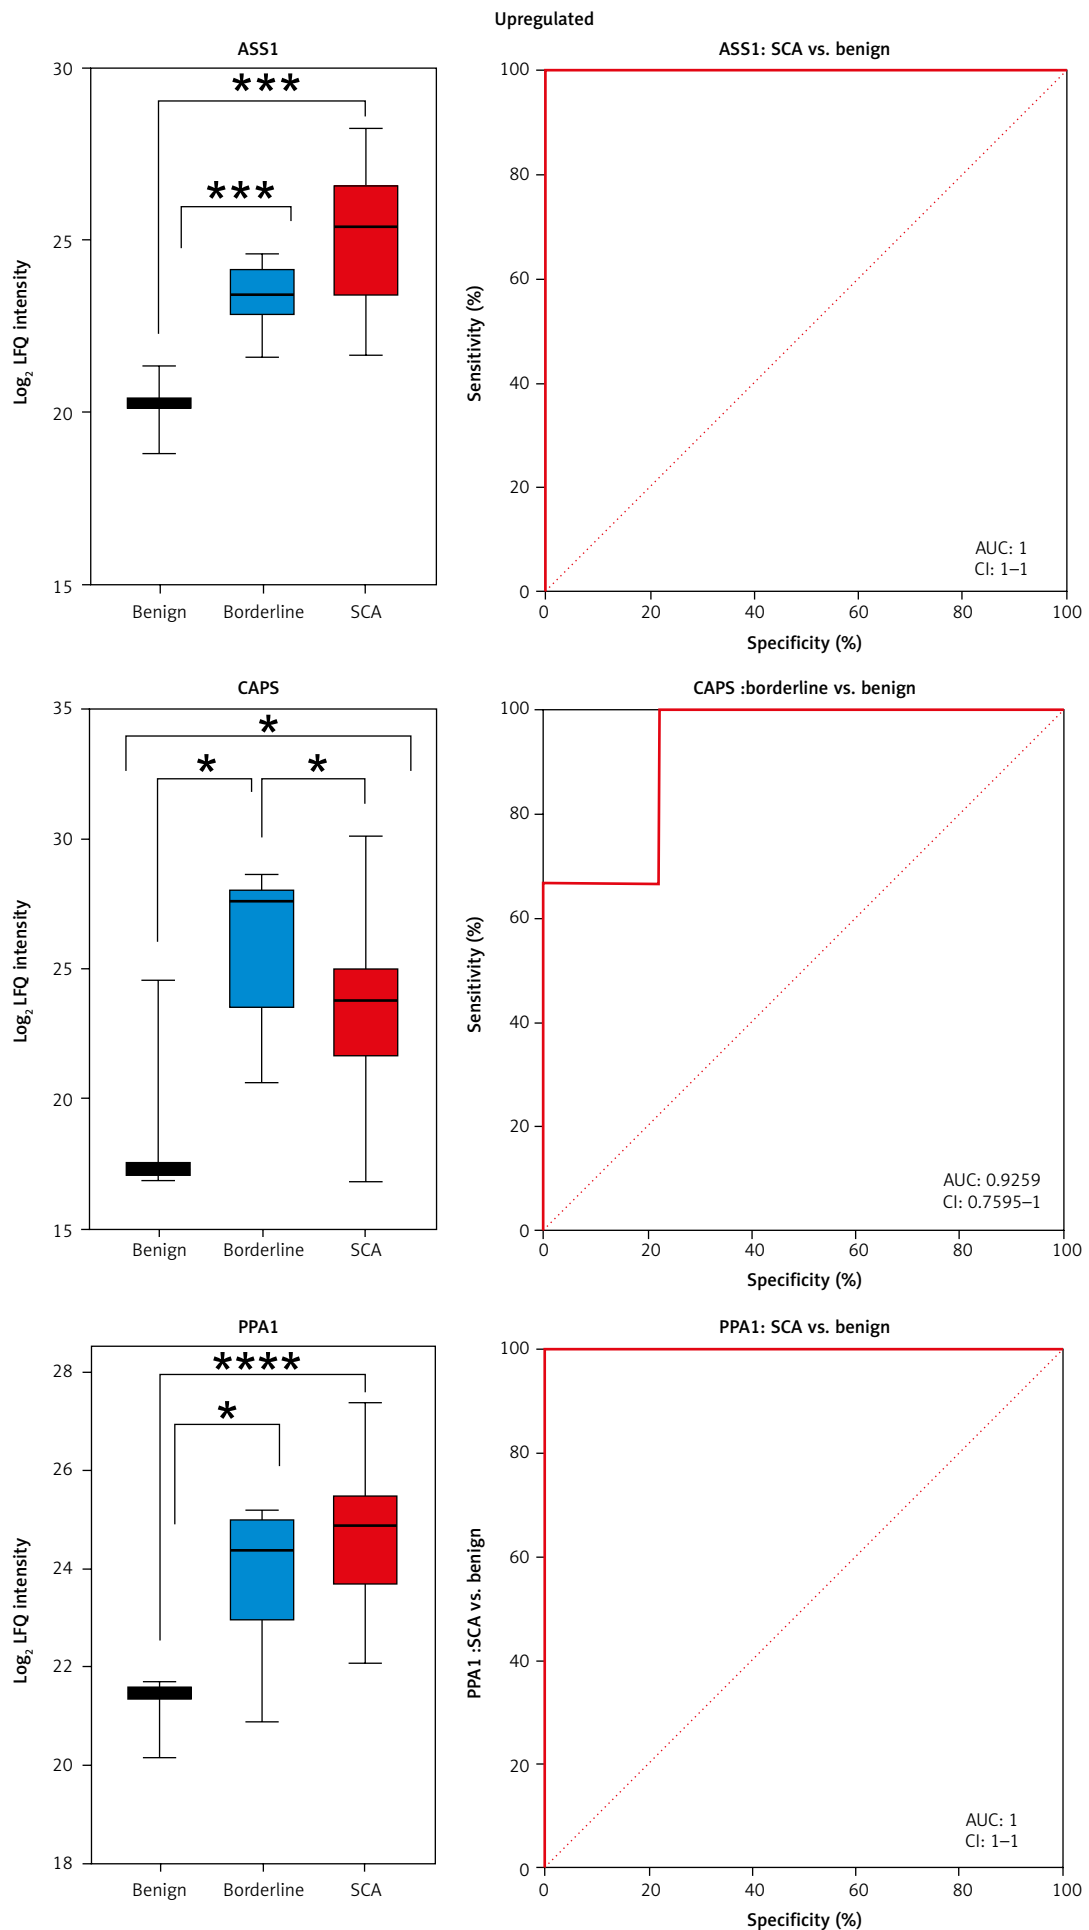 Upregulated
ASS1
***
***
30
25
20
15
Log2 LFQ intensity
Benign Borderline SCA
ASS1: SCA vs. benign
100
80
60
40
20
0
Sensitivity (%)
AUC: 1
CI: 1–1
0 20 40 60 80 100
Specificity (%)
CAPS
*
* *
35
30
25
20
15
Log2 LFQ intensity
Benign Borderline SCA
CAPS :borderline vs. benign
100
80
60
40
20
0
Sensitivity (%)
AUC: 0.9259
CI: 0.7595–1
0 20 40 60 80 100
Specificity (%)
PPA1
****
*
28
26
24
22
20
18
Log2 LFQ intensity
Benign Borderline SCA
PPA1: SCA vs. benign
100
80
60
40
20
0
PPA1 :SCA vs. benign
AUC: 1
CI: 1–1
0 20 40 60 80 100
Specificity (%)